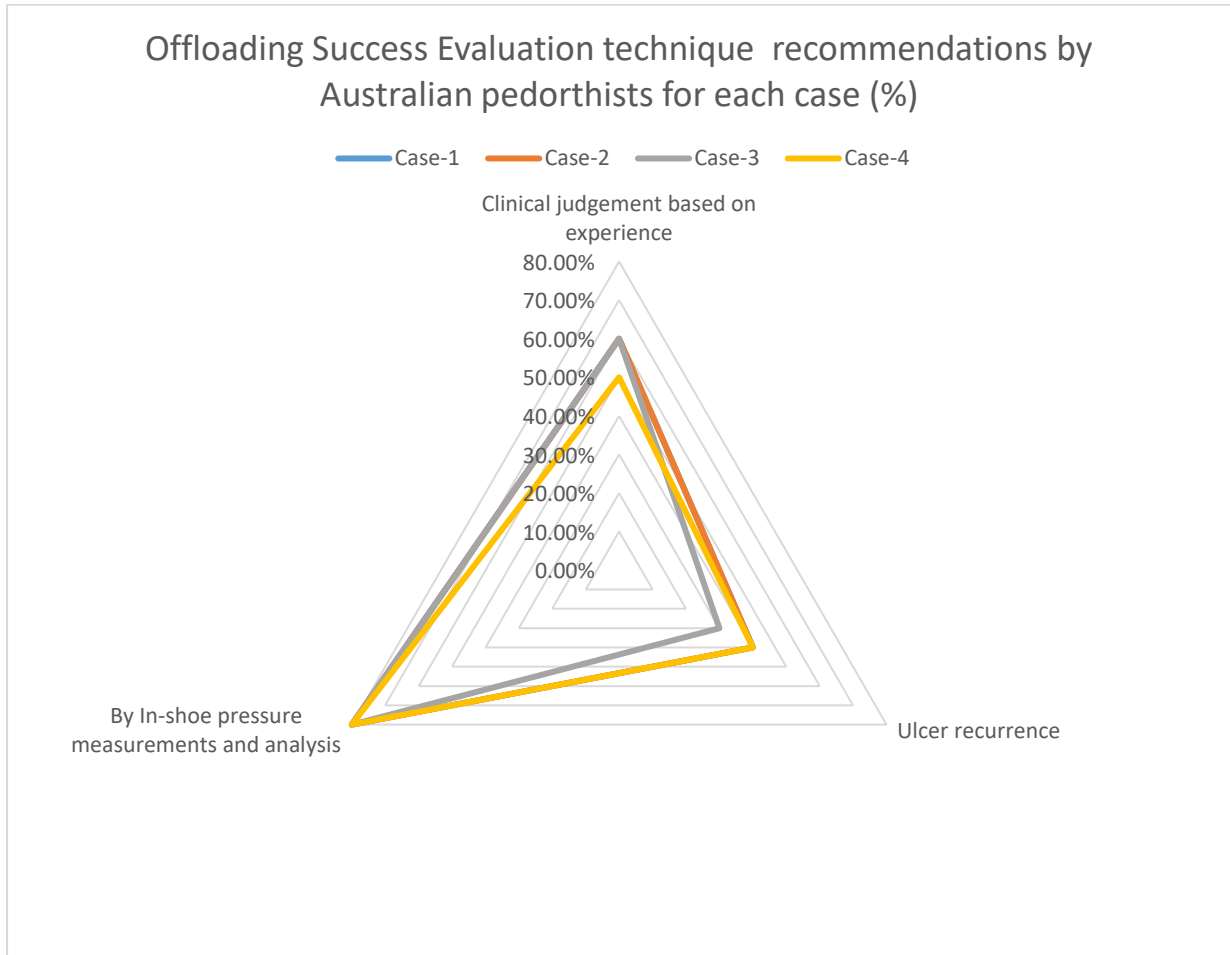 Offloading Success Evaluation technique  recommendations by
Australian pedorthists for each case (%)
Case-1 Case-2 Case-3 Case-4
Clinical judgement based on
experience
80.00%
70.00%
60.00%
50.00%
40.00%
30.00%
20.00%
10.00%
0.00%
By In-shoe pressure
measurements and analysis
Ulcer recurrence